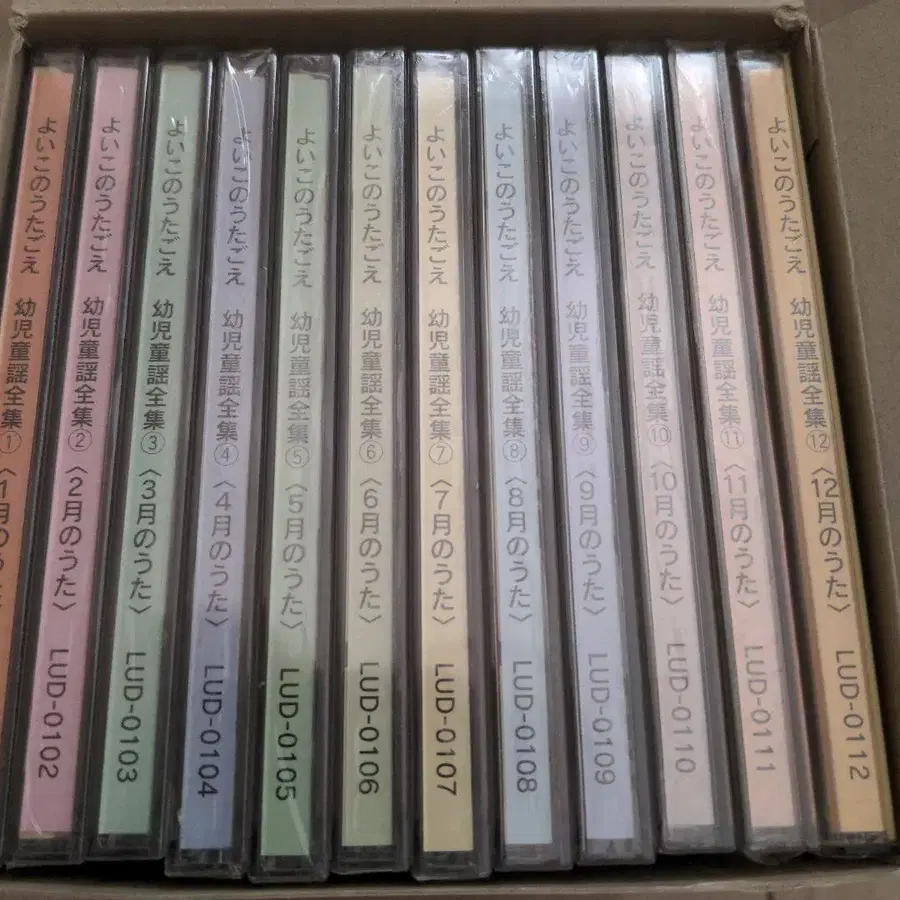 よいこのうたごえ 幼児童謡全集① 〈1月のう
よいこのうたごえ 幼児童謡全集② 〈2月のうた〉 LUD-0102
よいこのうたごえ 幼児童謡全集③ 〈3月のうた〉 LUD-0103
よいこのうたごえ 幼児童謡全集④ 〈4月のうた〉 LUD-0104
よいこのうたごえ 幼児童謡全集⑤ 〈5月のうた〉 LUD-0105
よいこのうたごえ 幼児童謡全集⑥ 〈6月のうた〉 LUD-0106
よいこのうたごえ 幼児童謡全集⑦ 〈7月のうた〉 LUD-0107
よいこのうたごえ 幼児童謡全集⑧ 〈8月のうた〉 LUD-0108
よいこのうたごえ 幼児童謡全集⑨ 〈9月のうた〉 LUD-0109
よいこのうたごえ 幼児童謡全集⑩ 〈10月のうた〉 LUD-0110
よいこのうたごえ 幼児童謡全集⑪ 〈11月のうた〉 LUD-0111
よいこのうたごえ 幼児童謡全集⑫ 〈12月のうた〉 LUD-0112